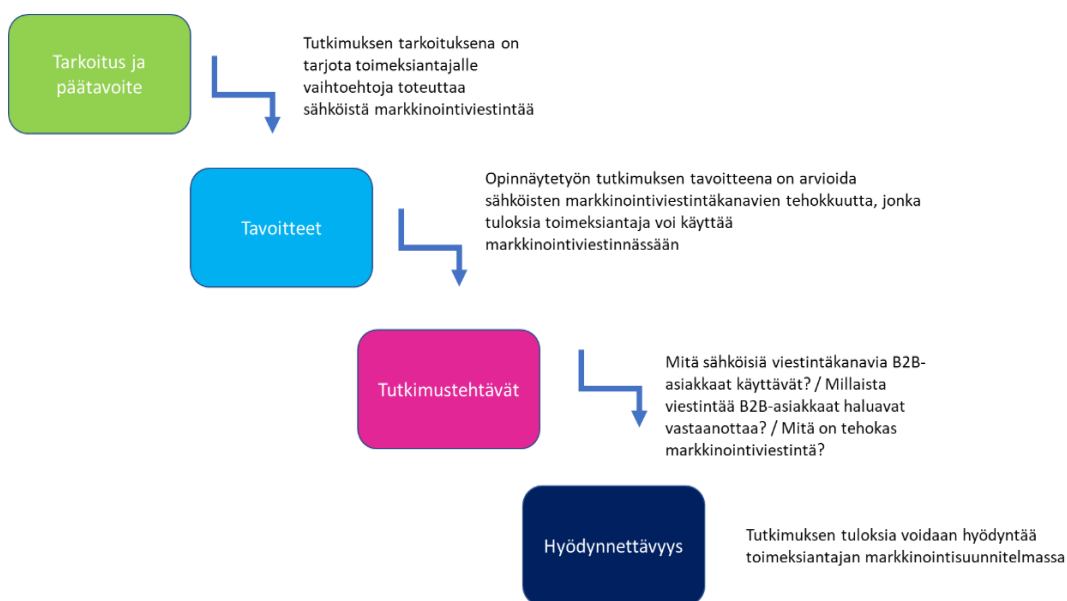 Tarkoitus ja
päätavoite
Tutkimuksen tarkoituksena on
tarjota toimeksiantajalle
vaihtoehtoja toteuttaa
sähköistä markkinointiviestintää
Tavoitteet
Opinnäytetyön tutkimuksen tavoitteena on arvioida
sähköisten markkinointiviestintäkanavien tehokkuutta, jonka
tuloksia toimeksiantaja voi käyttää
markkinointiviestinnässään
Tutkimustehtävät
Mitä sähköisiä viestintäkanavia B2B-
asiakkaat käyttävät? / Millaista
viestintää B2B-asiakkaat haluavat
vastaanottaa? / Mitä on tehokas
markkinointiviestintä?
Hyödynnettävyys
Tutkimuksen tuloksia voidaan hyödyntää
toimeksiantajan markkinointisuunnitelmassa